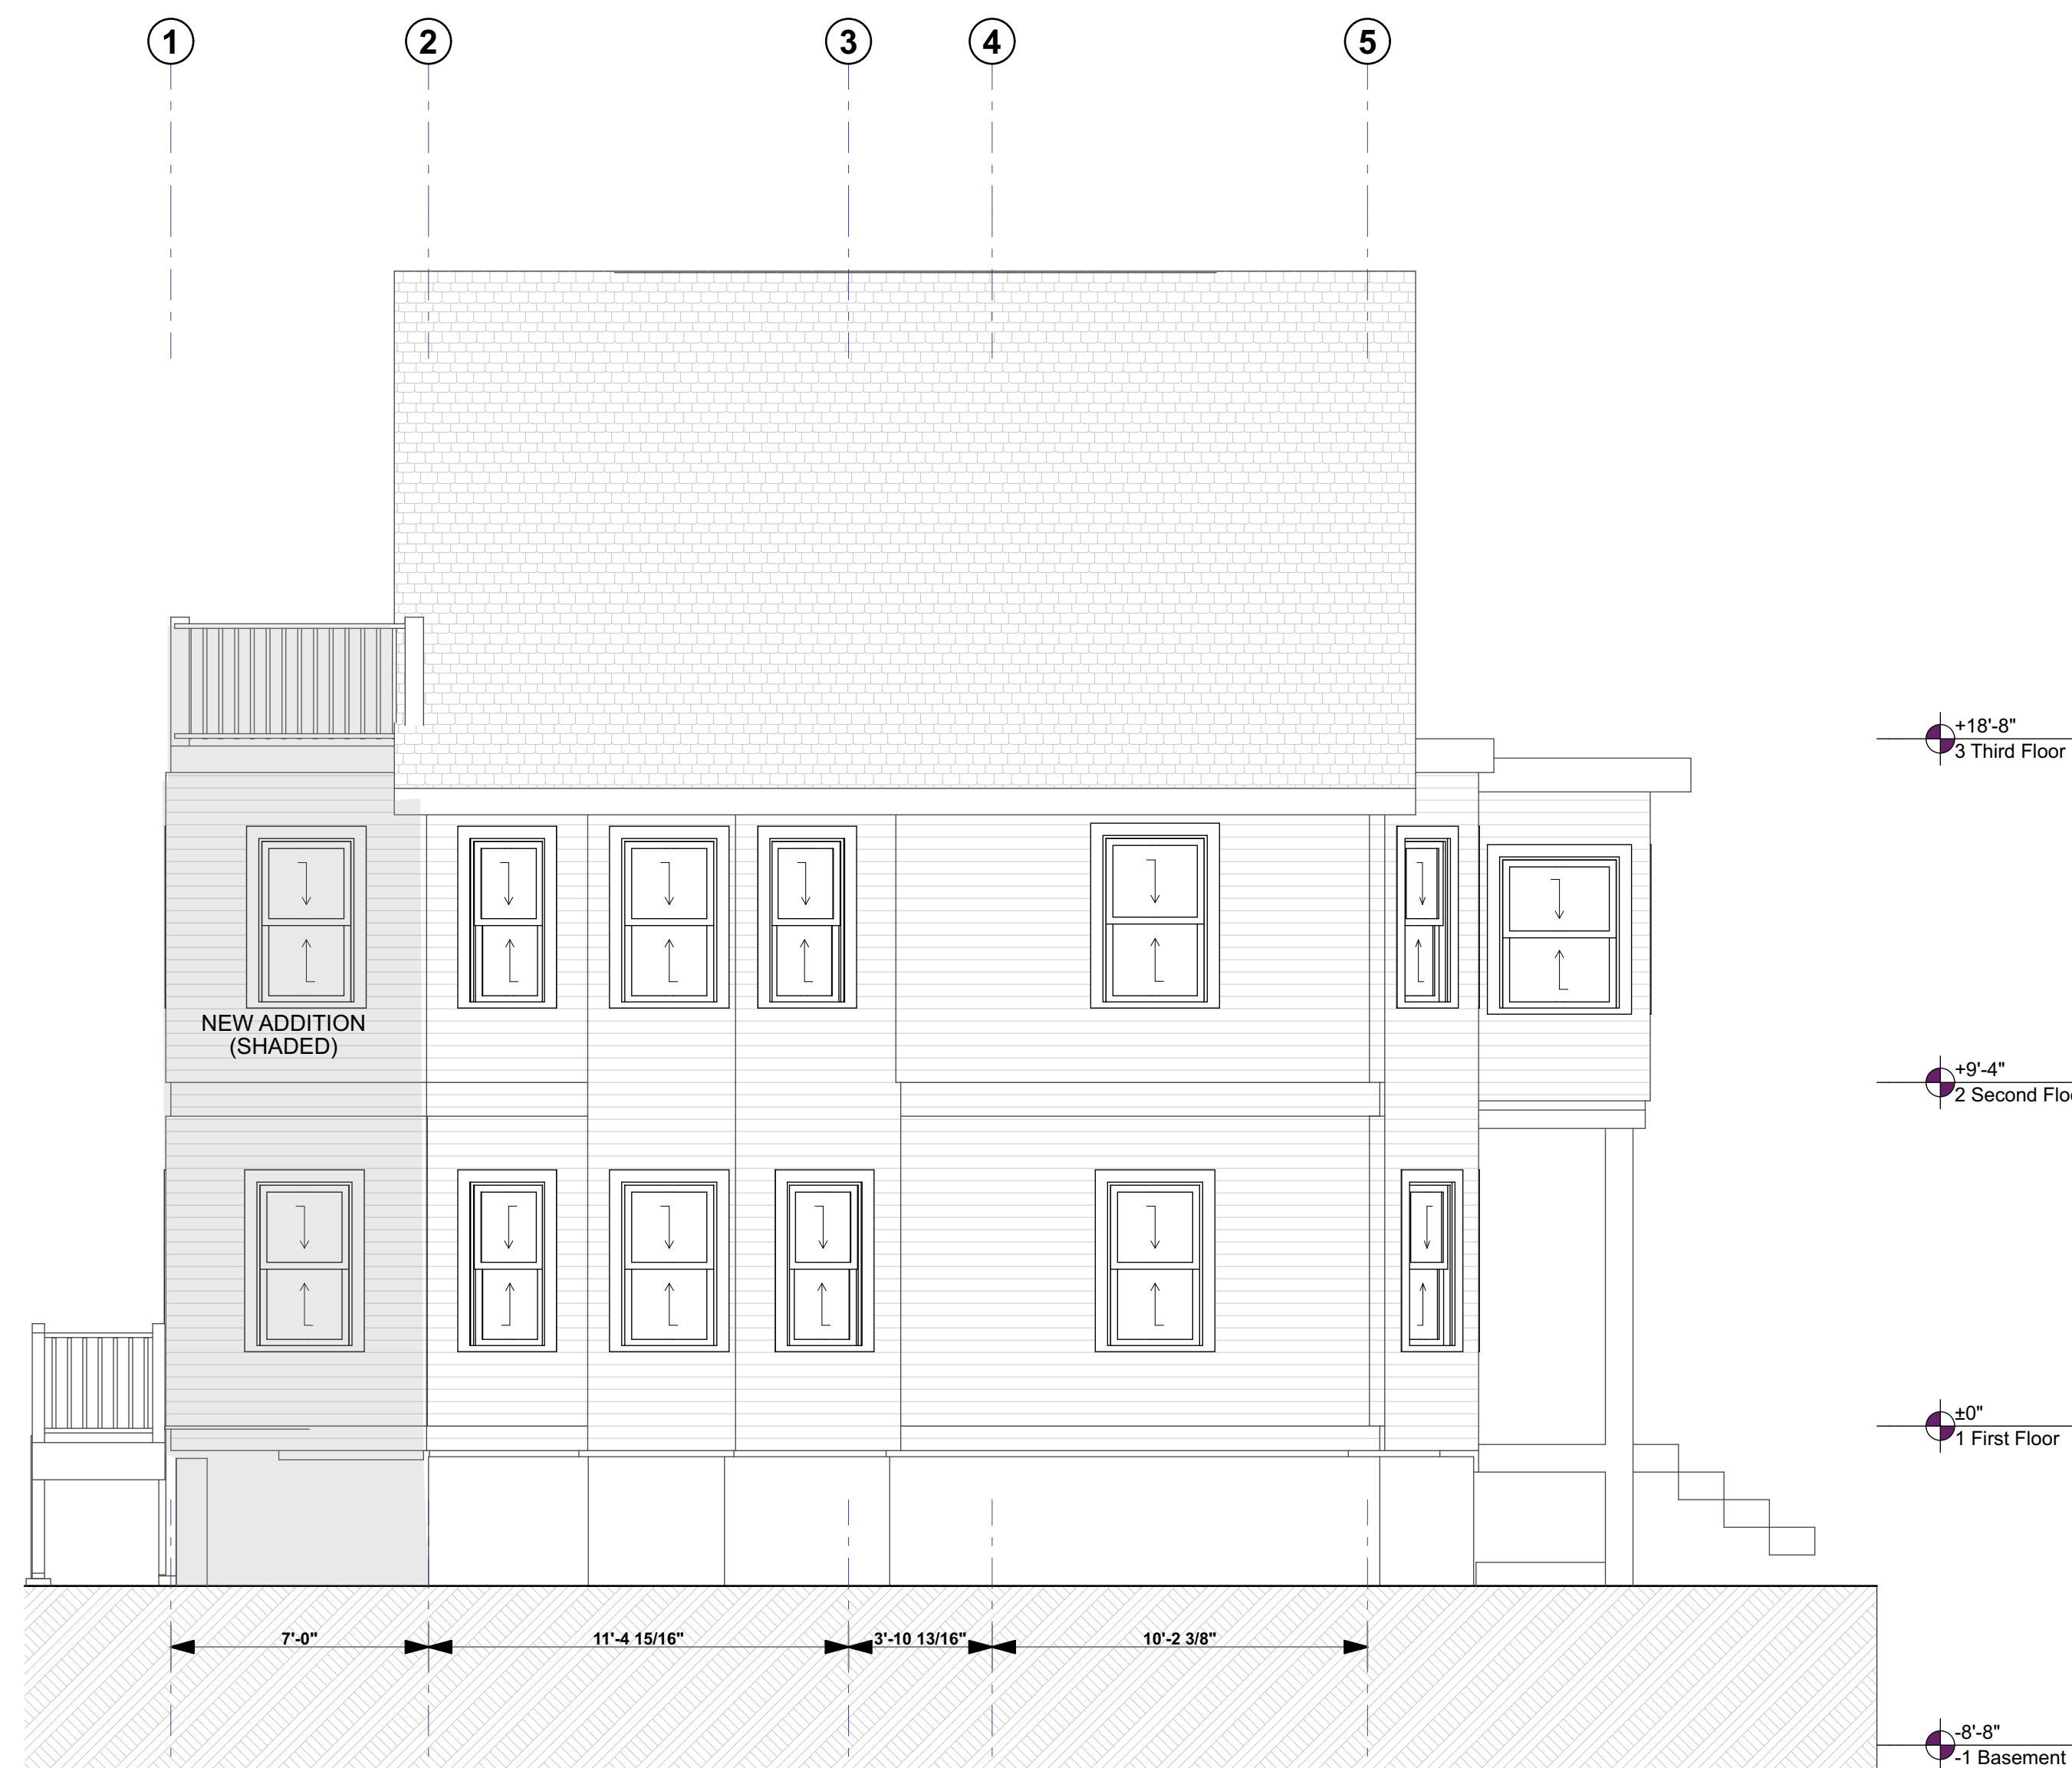 1
2
3
4
5
+18'-8"
3 Third Floor
+9'-4"
2 Second
NEW ADDITION
(SHADED)
±0"
1 First Floor
7'-0"
11'-4 15/16"
3'-10 13/16"
10'-2 3/8"
-8'-8"
-1 Basement